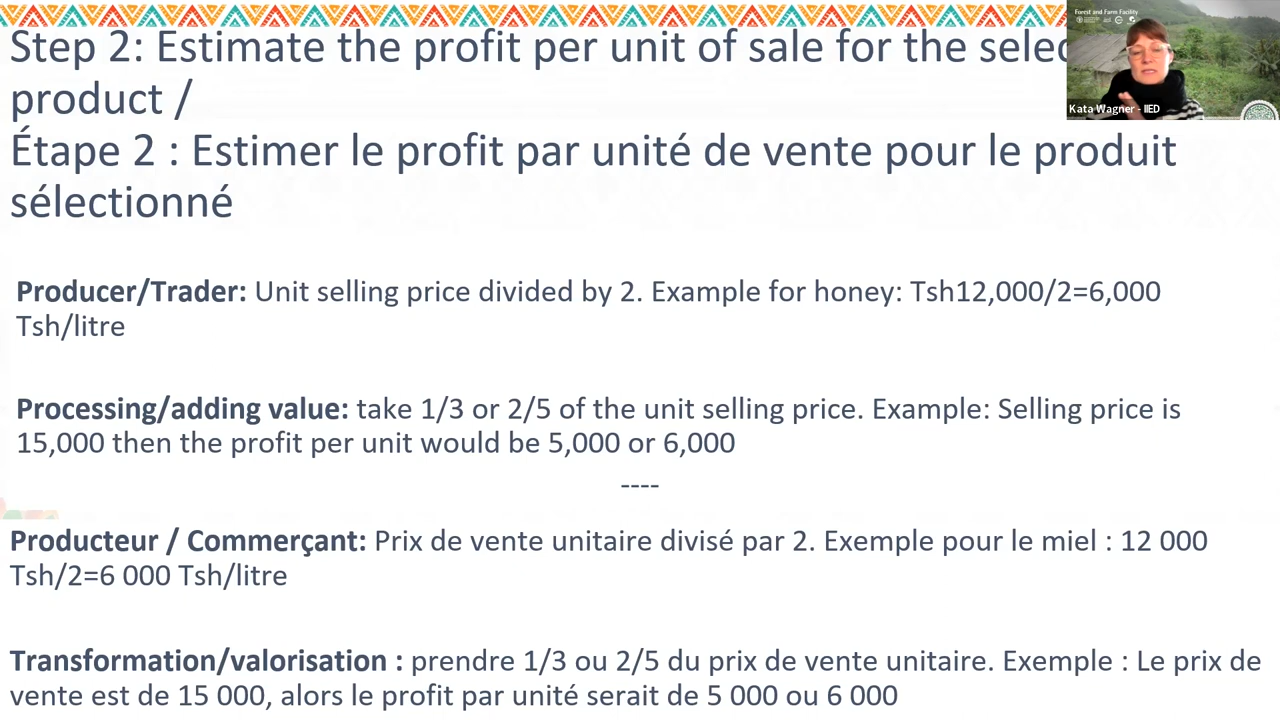 Step 2: Estimate the profit per unit of sale for the
product /
Étape 2 : Estimer le profit par unité de vente pour le produit
sélectionné
Forest and Farm Facility
Kata Wagner - IIED
Producer/Trader: Unit selling price divided by 2. Example for honey: Tsh12,000/2=6,000
Tsh/litre
Processing/adding value: take 1/3 or 2/5 of the unit selling price. Example: Selling price is
15,000 then the profit per unit would be 5,000 or 6,000
----
Producteur / Commerçant: Prix de vente unitaire divisé par 2. Exemple pour le miel : 12 000
Tsh/2=6 000 Tsh/litre
Transformation/valorisation : prendre 1/3 ou 2/5 du prix de vente unitaire. Exemple : Le prix de
vente est de 15 000, alors le profit par unité serait de 5 000 ou 6 000